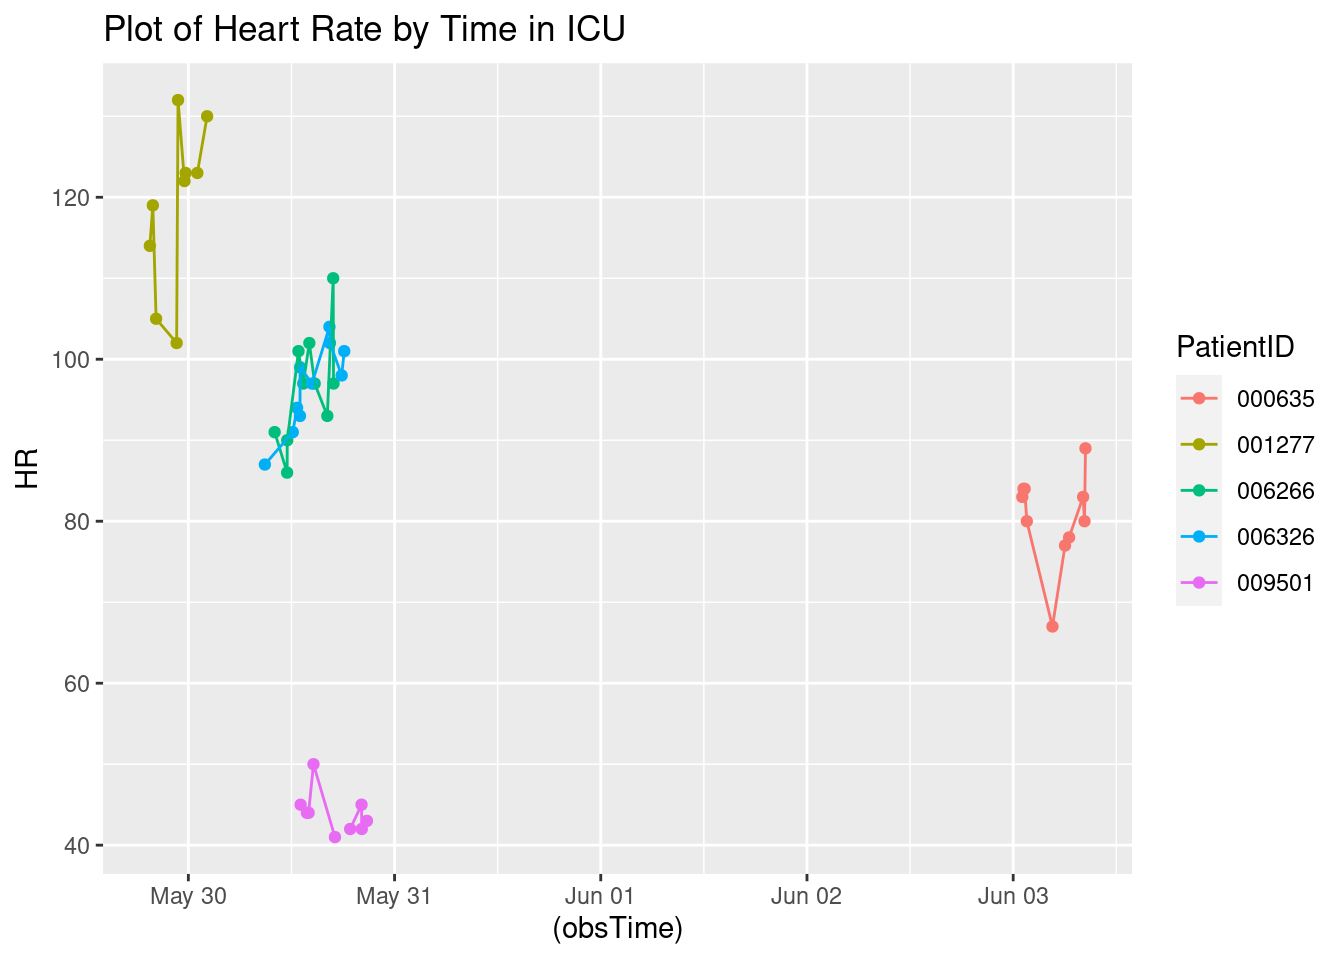 Plot of Heart Rate by Time in ICU
HR
120
100
80
60
40
May 30
May 31
Jun 01
Jun 02
Jun 03
(obsTime)
PatientID
000635
001277
006266
006326
009501